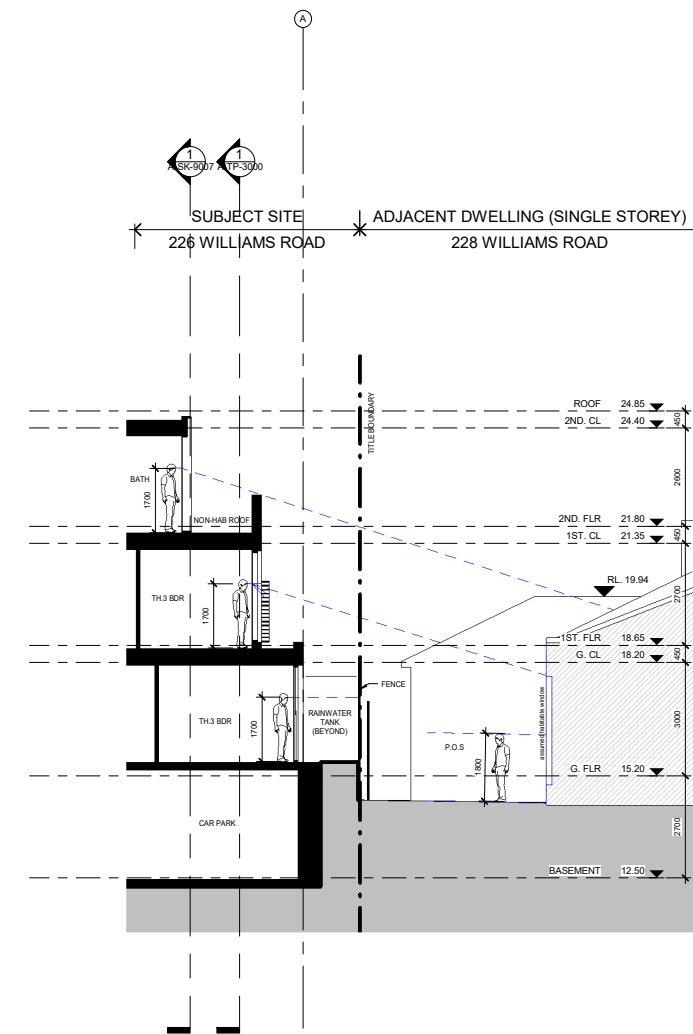 A
1
A-SK-9007
1
A-TP-3000
SUBJECT SITE
226 WILLIAMS ROAD
ADJACENT DWELLING (SINGLE STOREY)
228 WILLIAMS ROAD
TITLE BOUNDARY
ROOF 24.85
450
2ND. CL 24.40
2600
BATH
1700
NON-HAB ROOF
2ND. FLR 21.80
450
1ST. CL 21.35
2700
RL. 19.94
TH.3 BDR
1700
1ST. FLR 18.65
450
G. CL 18.20
FENCE
TH.3 BDR
1700
RAINWATER
TANK
(BEYOND)
P.O.S
1800
assumed habitable window
3000
G. FLR 15.20
CAR PARK
2700
BASEMENT 12.50